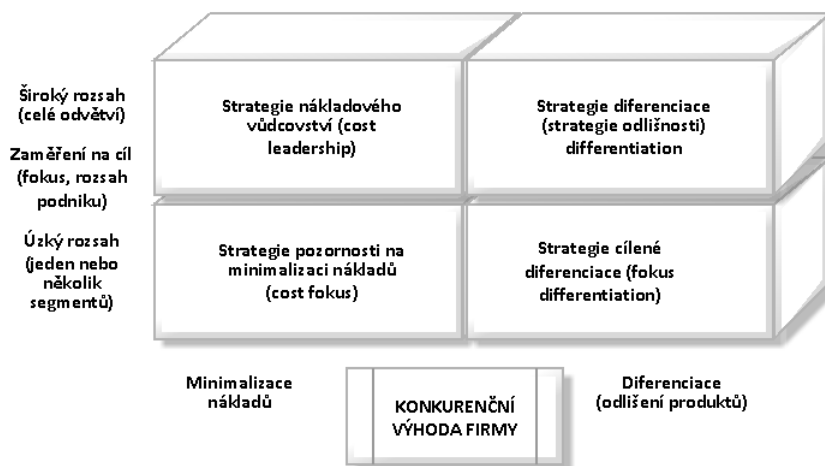 Široký rozsah
(celé odvětví)
Zaměření na cíl
(fokus, rozsah
podniku)
Úzký rozsah
(jeden nebo
několik
segmentů)
Strategie nákladového
vůdcovství (cost
leadership)
Strategie diferenciace
(strategie odlišnosti)
differentiation
Strategie pozornosti na
minimalizaci nákladů
(cost fokus)
Strategie cílené
diferenciace (fokus
differentiation)
Minimalizace
nákladů
KONKURENČNÍ
VÝHODA FIRMY
Diferenciace
(odlišení produktů)